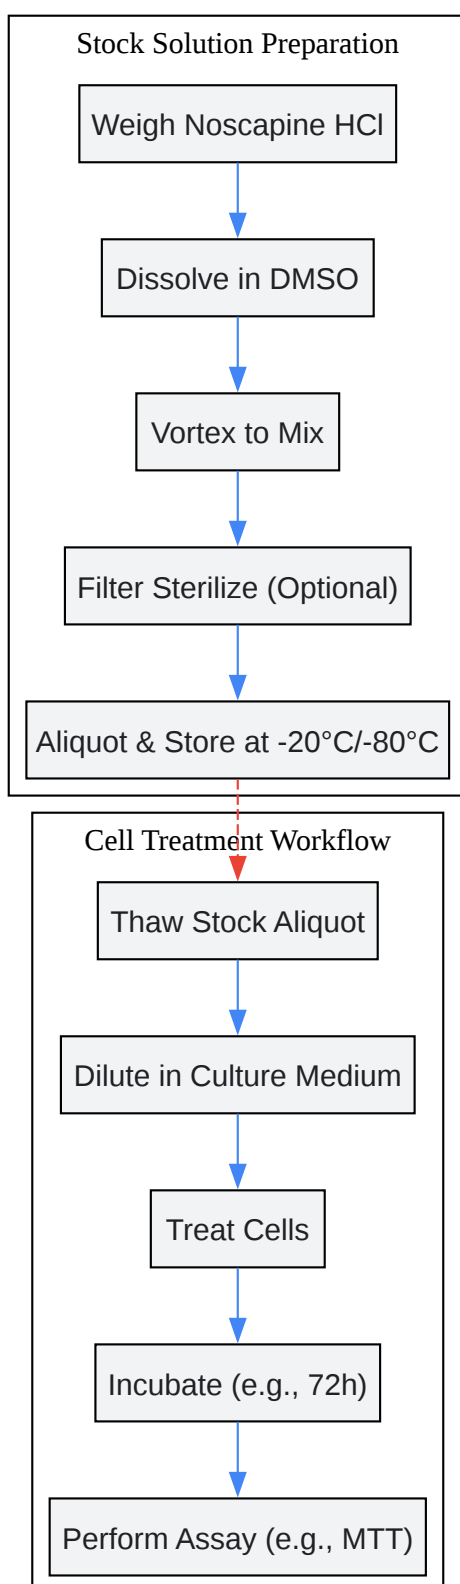 Stock Solution Preparation
Weigh Noscapine HCl
Dissolve in DMSO
Vortex to Mix
Filter Sterilize (Optional)
Aliquot & Store at -20°C/-80°C
Cell Treatment Workflow
Thaw Stock Aliquot
Dilute in Culture Medium
Treat Cells
Incubate (e.g., 72h)
Perform Assay (e.g., MTT)